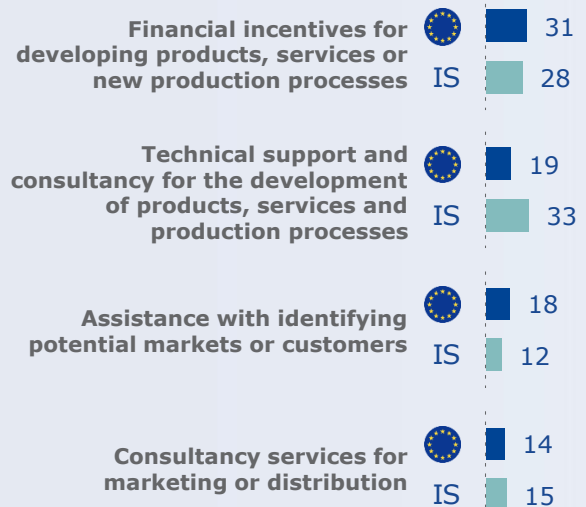 Financial incentives for
developing products, services or
new production processes
31
IS 28
Technical support and
consultancy for the development
of products, services and
production processes
19
IS 33
Assistance with identifying
potential markets or customers
18
IS 12
Consultancy services for
marketing or distribution
14
IS 15